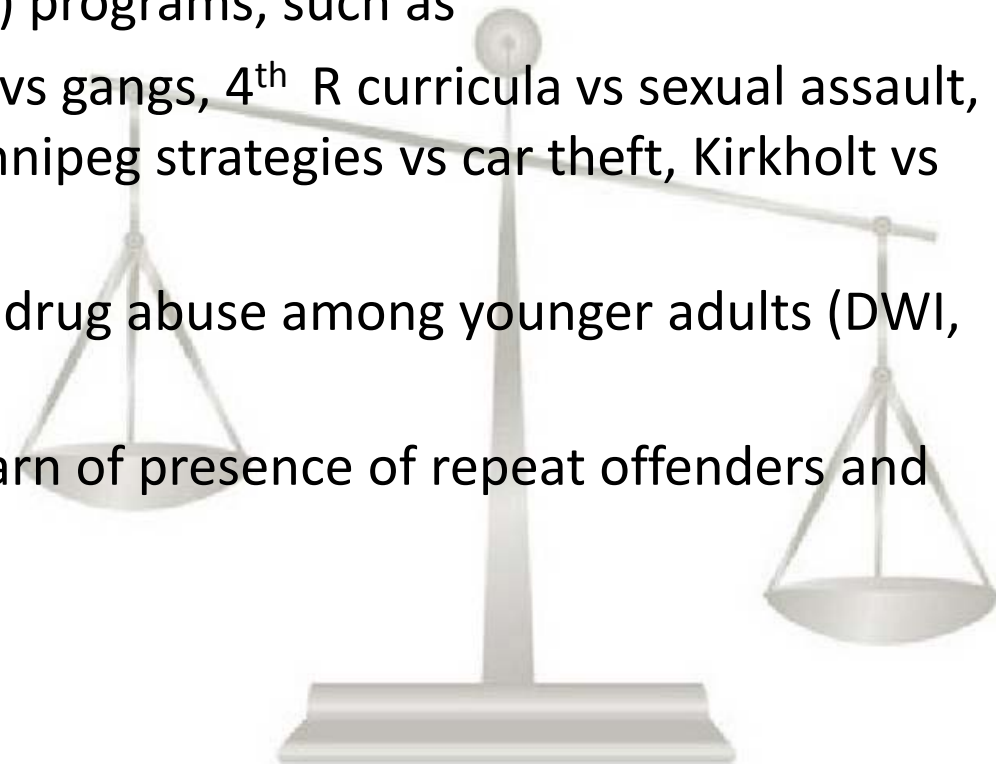 ) programs, such as
vs gangs, 4th R curricula vs sexual assault,
nnipeg strategies vs car theft, Kirkholt vs
drug abuse among younger adults (DWI,
arn of presence of repeat offenders and